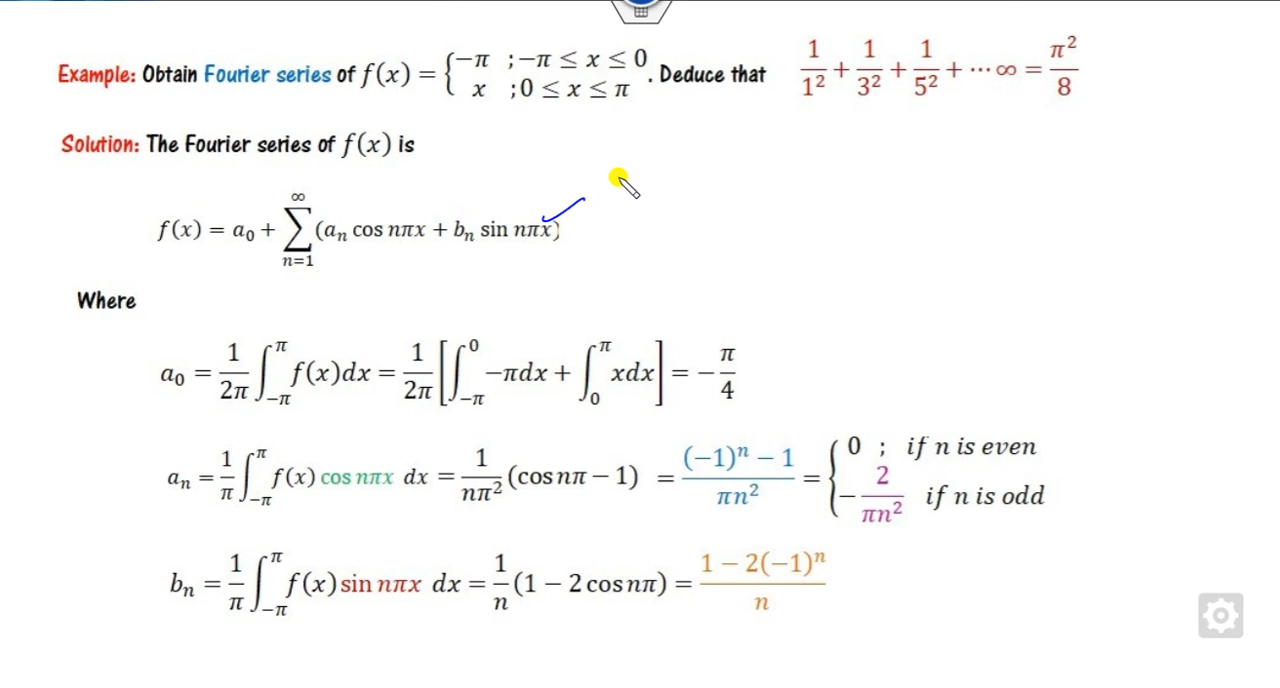 Example: Obtain Fourier series of f(x) = { −π ; −π ≤ x ≤ 0
x ; 0 ≤ x ≤ π . Deduce that 1/1² + 1/3² + 1/5² + ⋯ ∞ = π²/8
Solution: The Fourier series of f(x) is
f(x) = a₀ + ∑_{n=1}^{∞} (aₙ cos nπx + bₙ sin nπx)
Where
a₀ = 1/2π ∫_{−π}^{π} f(x)dx = 1/2π [∫_{−π}^{0} −πdx + ∫_{0}^{π} xdx] = −π/4
aₙ = 1/π ∫_{−π}^{π} f(x) cos nπx dx = 1/nπ² (cos nπ − 1) = ((−1)ⁿ − 1)/πn² = { 0 ; if n is even
−2/πn² if n is odd
bₙ = 1/π ∫_{−π}^{π} f(x) sin nπx dx = 1/n (1 − 2 cos nπ) = (1 − 2(−1)ⁿ)/n